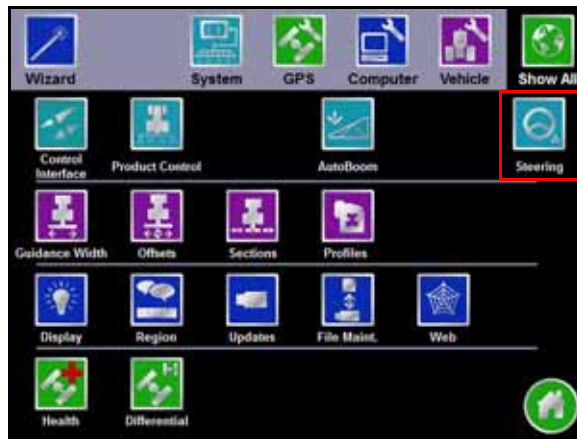 Wizard
System
GPS
Computer
Vehicle
Show All
Control
Interface
Product Control
AutoBoom
Steering
Guidance Width
Offsets
Sections
Profiles
Display
Region
Updates
File Maint.
Web
Health
Differential